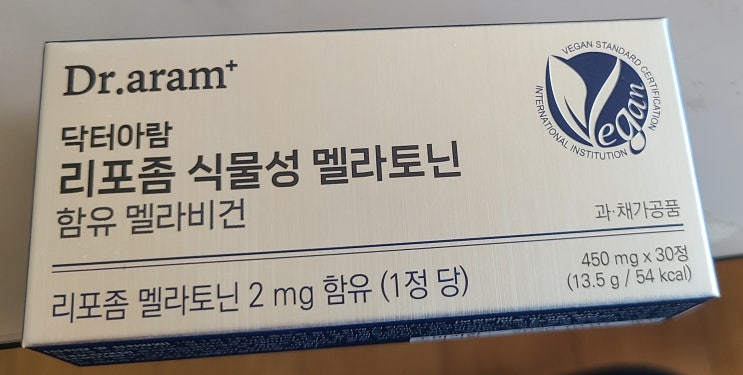 Dr.aram+
닥터아람
리포좀 식물성 멜라토닌
함유 멜라비건
VEGAN STANDARD CERTIFICATION
Vegan
INTERNATIONAL INSTITUTION
과·채가공품
450 mg x 30정
(13.5 g / 54 kcal)
리포좀 멜라토닌 2 mg 함유 (1정 당)